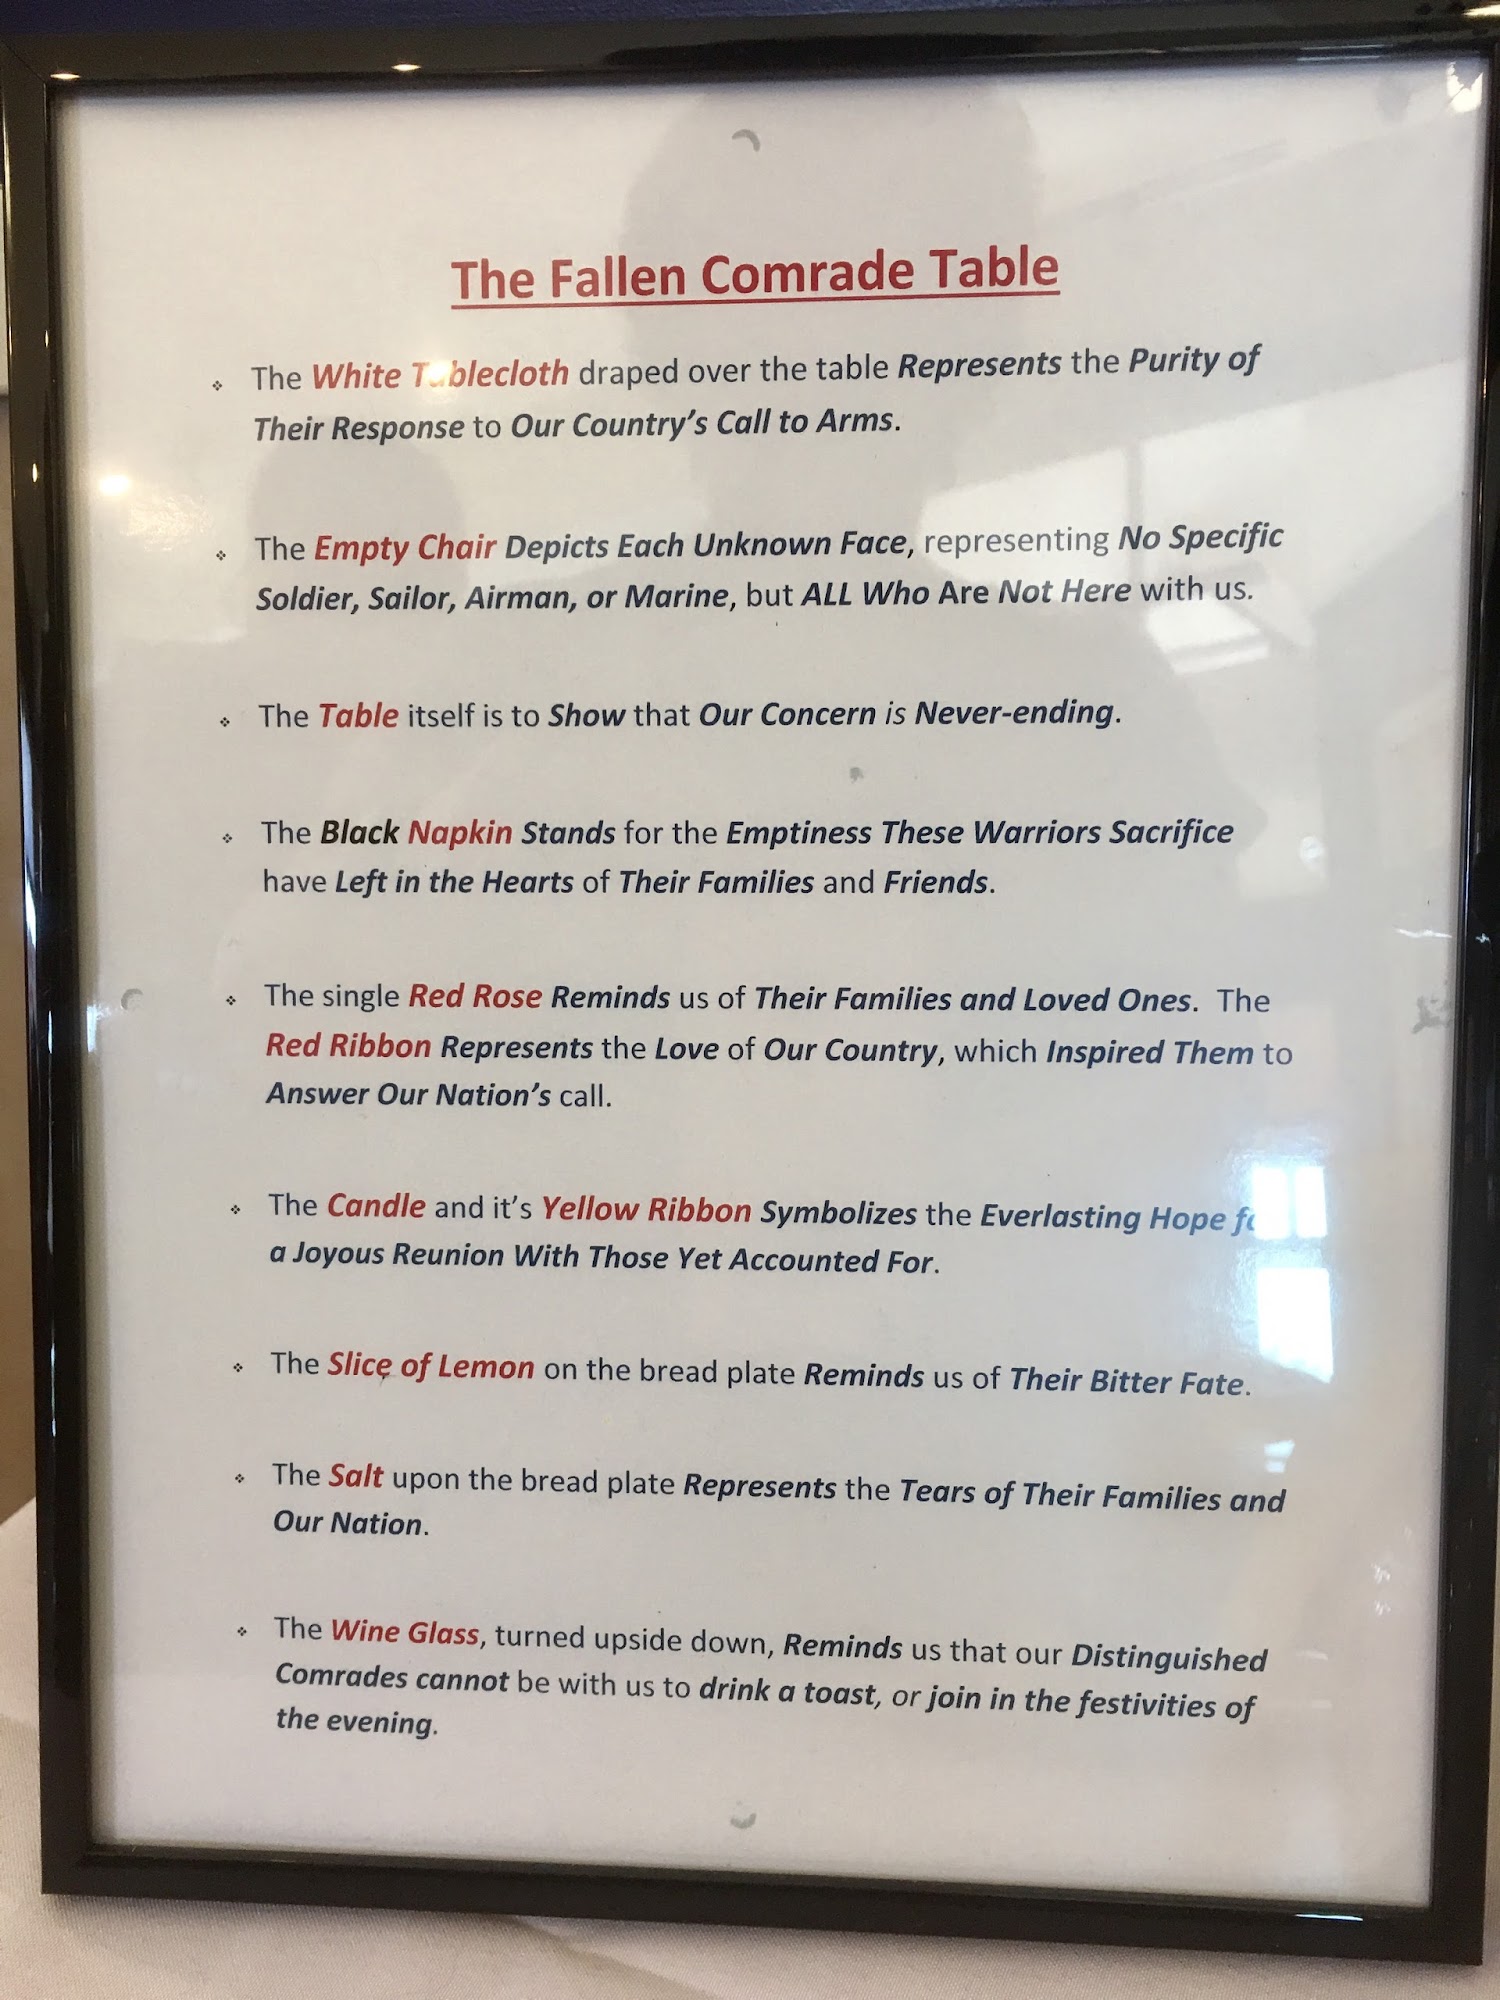 The Fallen Comrade Table
❖ The White Tablecloth draped over the table Represents the Purity of
Their Response to Our Country's Call to Arms.
❖ The Empty Chair Depicts Each Unknown Face, representing No Specific
Soldier, Sailor, Airman, or Marine, but ALL Who Are Not Here with us.
❖ The Table itself is to Show that Our Concern is Never-ending.
❖ The Black Napkin Stands for the Emptiness These Warriors Sacrifice
have Left in the Hearts of Their Families and Friends.
❖ The single Red Rose Reminds us of Their Families and Loved Ones. The
Red Ribbon Represents the Love of Our Country, which Inspired Them to
Answer Our Nation's call.
❖ The Candle and it's Yellow Ribbon Symbolizes the Everlasting Hope for
a Joyous Reunion With Those Yet Accounted For.
❖ The Slice of Lemon on the bread plate Reminds us of Their Bitter Fate.
❖ The Salt upon the bread plate Represents the Tears of Their Families and
Our Nation.
❖ The Wine Glass, turned upside down, Reminds us that our Distinguished
Comrades cannot be with us to drink a toast, or join in the festivities of
the evening.